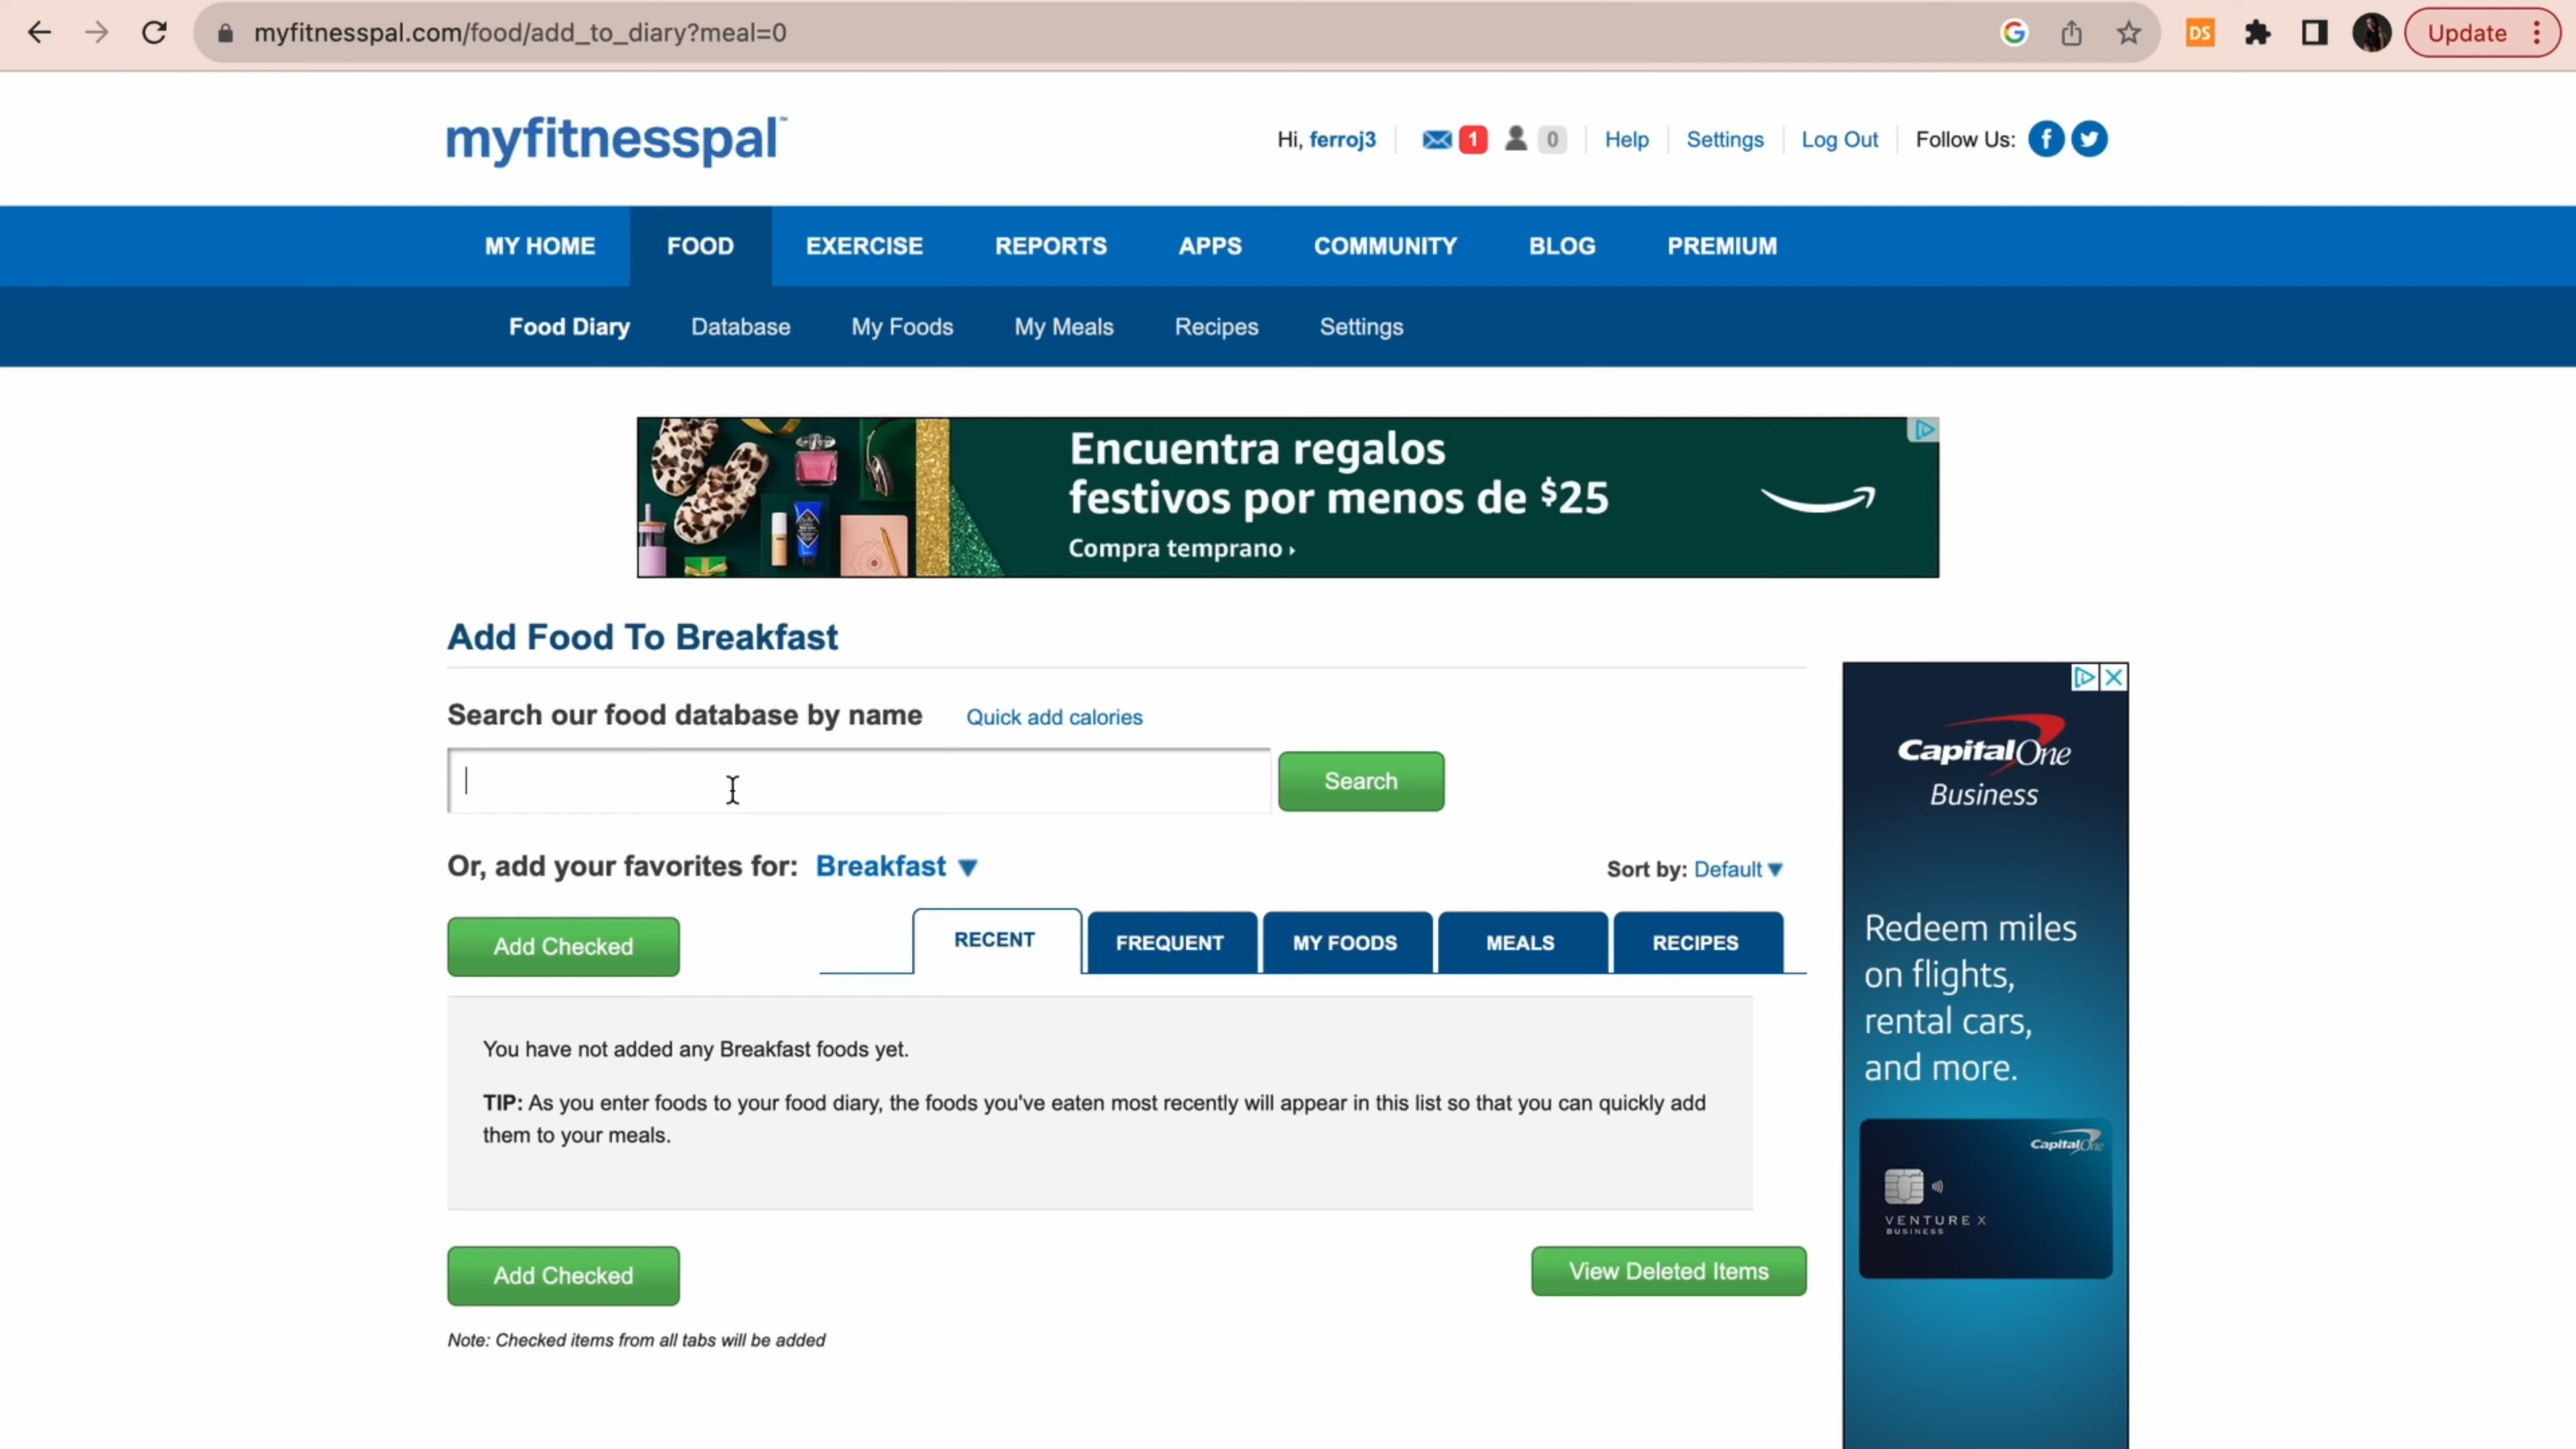 myfitnesspal.com/food/add_to_diary?meal=0
DS
Update
myfitnesspal™
Hi, ferroj3
1
0
Help
Settings
Log Out
Follow Us:
MY HOME
FOOD
EXERCISE
REPORTS
APPS
COMMUNITY
BLOG
PREMIUM
Food Diary
Database
My Foods
My Meals
Recipes
Settings
Encuentra regalos
festivos por menos de $25
Compra temprano ›
Add Food To Breakfast
Search our food database by name
Quick add calories
Search
Or, add your favorites for: Breakfast
Sort by: Default
Add Checked
RECENT
FREQUENT
MY FOODS
MEALS
RECIPES
You have not added any Breakfast foods yet.
TIP: As you enter foods to your food diary, the foods you've eaten most recently will appear in this list so that you can quickly add
them to your meals.
Add Checked
View Deleted Items
Note: Checked items from all tabs will be added
CapitalOne
Business
Redeem miles
on flights,
rental cars,
and more.
CapitalOne
VENTURE X
BUSINESS